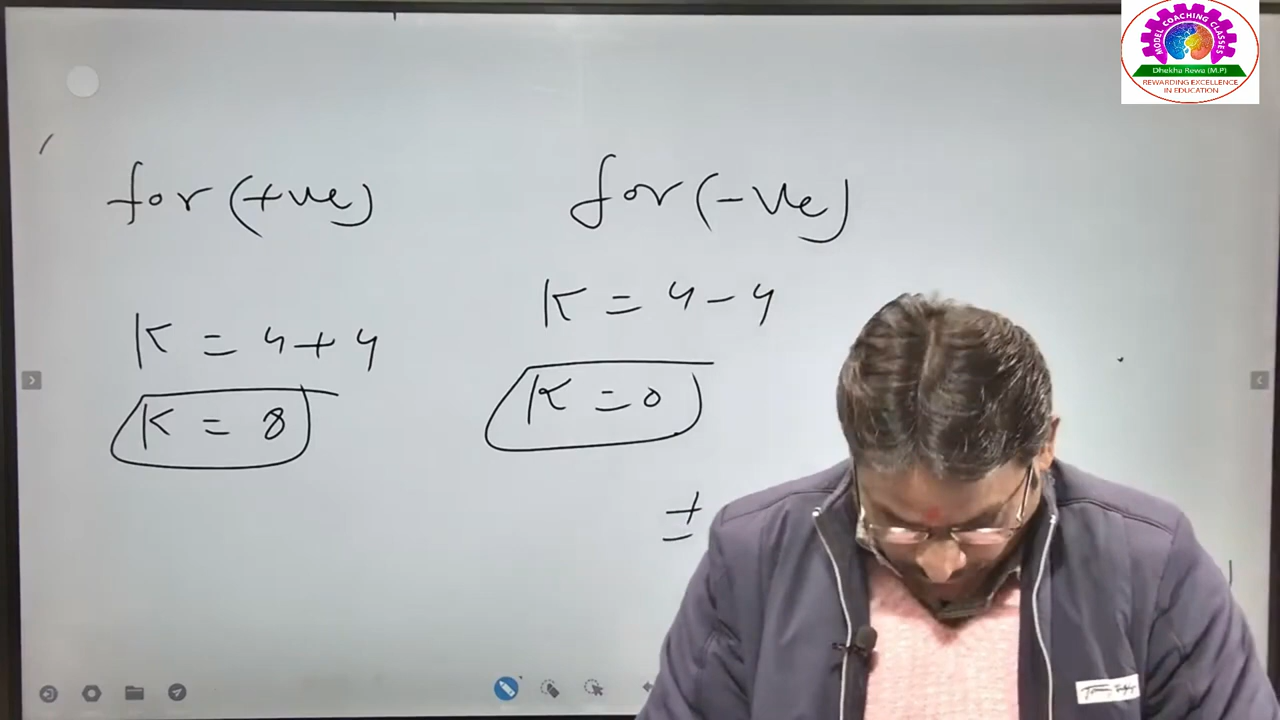 MODEL COACHING CLASSES
Dhekha Rewa (M.P)
REWARDING EXCELLENCE
IN EDUCATION
for (+ve)
K = 4 + 4
K = 8
for (-ve)
K = 4 - 4
K = 0
±